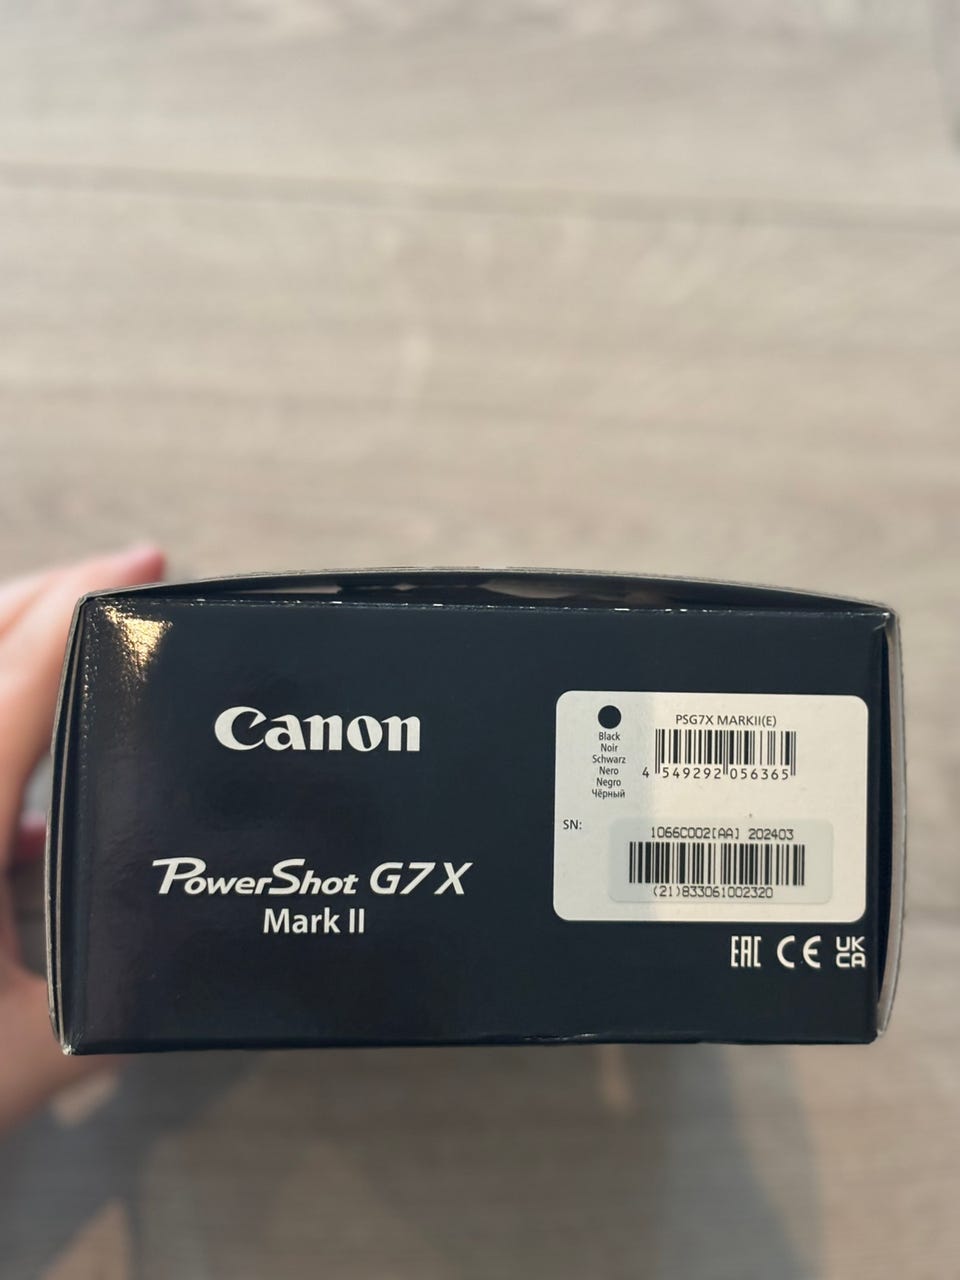 Canon
PowerShot G7 X
Mark II
PSG7X MARKII(E)
Black
Noir
Schwarz
Nero
Negro
Чёрный
4 549292 056365
SN:
1066C002[AA] 202403
(21)833061002320
EAC CE UK
CA